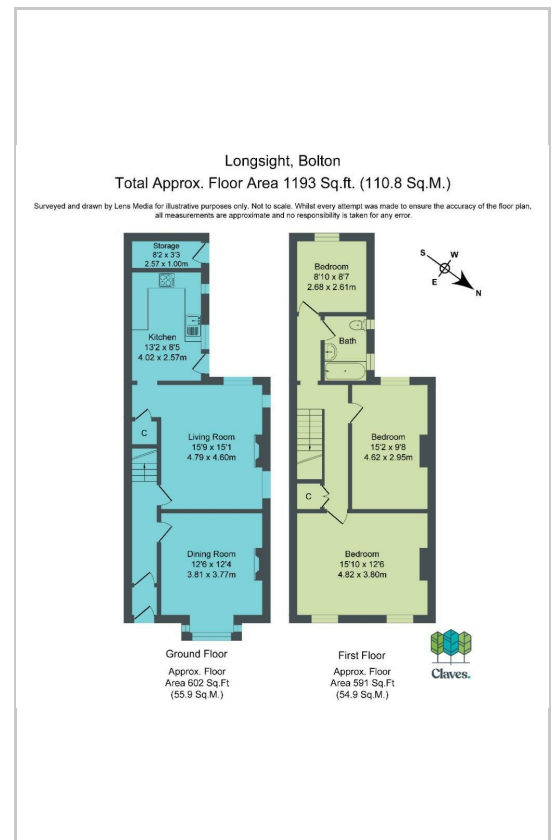 Longsight, Bolton
Total Approx. Floor Area 1193 Sq.ft. (110.8 Sq.M.)
Surveyed and drawn by Lens Media for illustrative purposes only. Not to scale. Whilst every attempt was made to ensure the accuracy of the floor plan,
all measurements are approximate and no responsibility is taken for any error.
Storage
8'2 x 3'3
2.57 x 1.00m
Kitchen
13'2 x 8'5
4.02 x 2.57m
C
Living Room
15'9 x 15'1
4.79 x 4.60m
Dining Room
12'6 x 12'4
3.81 x 3.77m
Ground Floor
Approx. Floor
Area 602 Sq.Ft
(55.9 Sq.M.)
Bedroom
8'10 x 8'7
2.68 x 2.61m
Bath
Bedroom
15'2 x 9'8
4.62 x 2.95m
C
Bedroom
15'10 x 12'6
4.82 x 3.80m
First Floor
Approx. Floor
Area 591 Sq.Ft
(54.9 Sq.M.)
S
W
E
N
Claves.